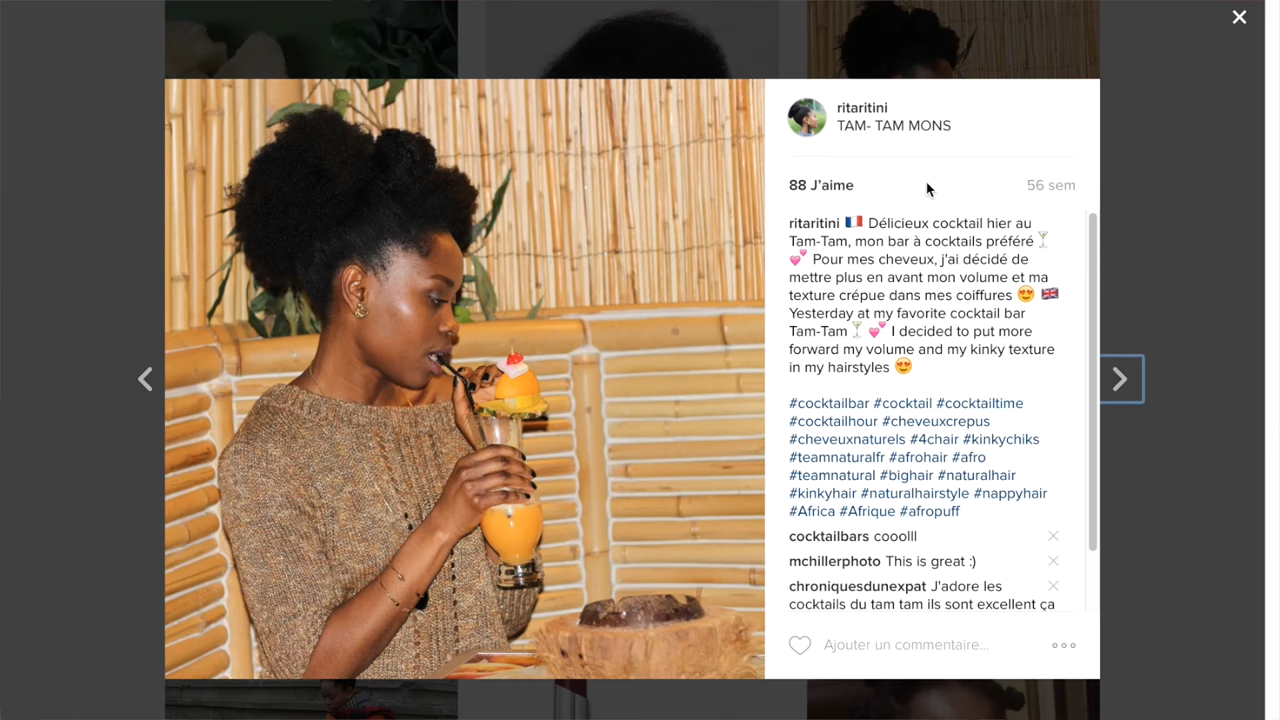 ritaritini
TAM- TAM MONS
88 J'aime
56 sem
ritaritini 🇫🇷 Délicieux cocktail hier au
Tam-Tam, mon bar à cocktails préféré 🍸
💕 Pour mes cheveux, j'ai décidé de
mettre plus en avant mon volume et ma
texture crépue dans mes coiffures 😍 🇬🇧
Yesterday at my favorite cocktail bar
Tam-Tam 🍸 💕 I decided to put more
forward my volume and my kinky texture
in my hairstyles 😍
#cocktailbar #cocktail #cocktailtime
#cocktailhour #cheveuxcrepus
#cheveuxnaturels #4chair #kinkychiks
#teamnaturalfr #afrohair #afro
#teamnatural #bighair #naturalhair
#kinkyhair #naturalhairstyle #nappyhair
#Africa #Afrique #afropuff
cocktailbars cooolll
mchillerphoto This is great :)
chroniquesdunexpat J'adore les
cocktails du tam tam ils sont excellent ça
Ajouter un commentaire...